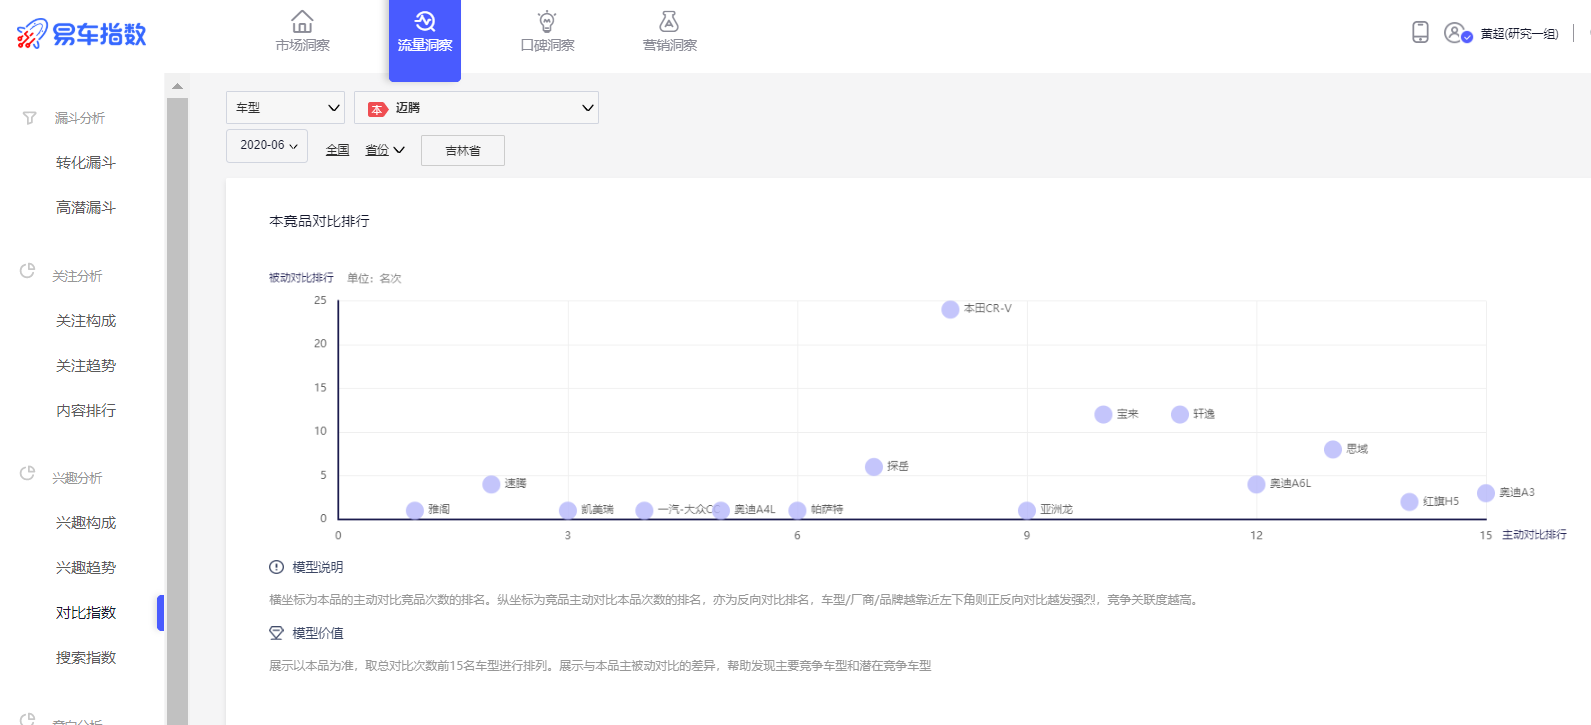 易车指数
市场洞察
流量洞察
口碑洞察
营销洞察
黄超(研究一组)
漏斗分析
转化漏斗
高潜漏斗
关注分析
关注构成
关注趋势
内容排行
兴趣分析
兴趣构成
兴趣趋势
对比指数
搜索指数
意向分析
车型
本 迈腾
2020-06
全国
省份
吉林省
本竞品对比排行
被动对比排行 单位：名次
25
20
15
10
5
0
本田CR-V
宝来
轩逸
思域
探岳
速腾
奥迪A6L
奥迪A3
红旗H5
雅阁
凯美瑞
一汽-大众CC
奥迪A4L
帕萨特
亚洲龙
0 3 6 9 12 15 主动对比排行
模型说明
横坐标为本品的主动对比竞品次数的排名。纵坐标为竞品主动对比本品次数的排名，亦为反向对比排名，车型/厂商/品牌越靠近左下角则正反向对比越发强烈，竞争关联度越高。
模型价值
展示以本品为准，取总对比次数前15名车型进行排列。展示与本品主被动对比的差异，帮助发现主要竞争车型和潜在竞争车型